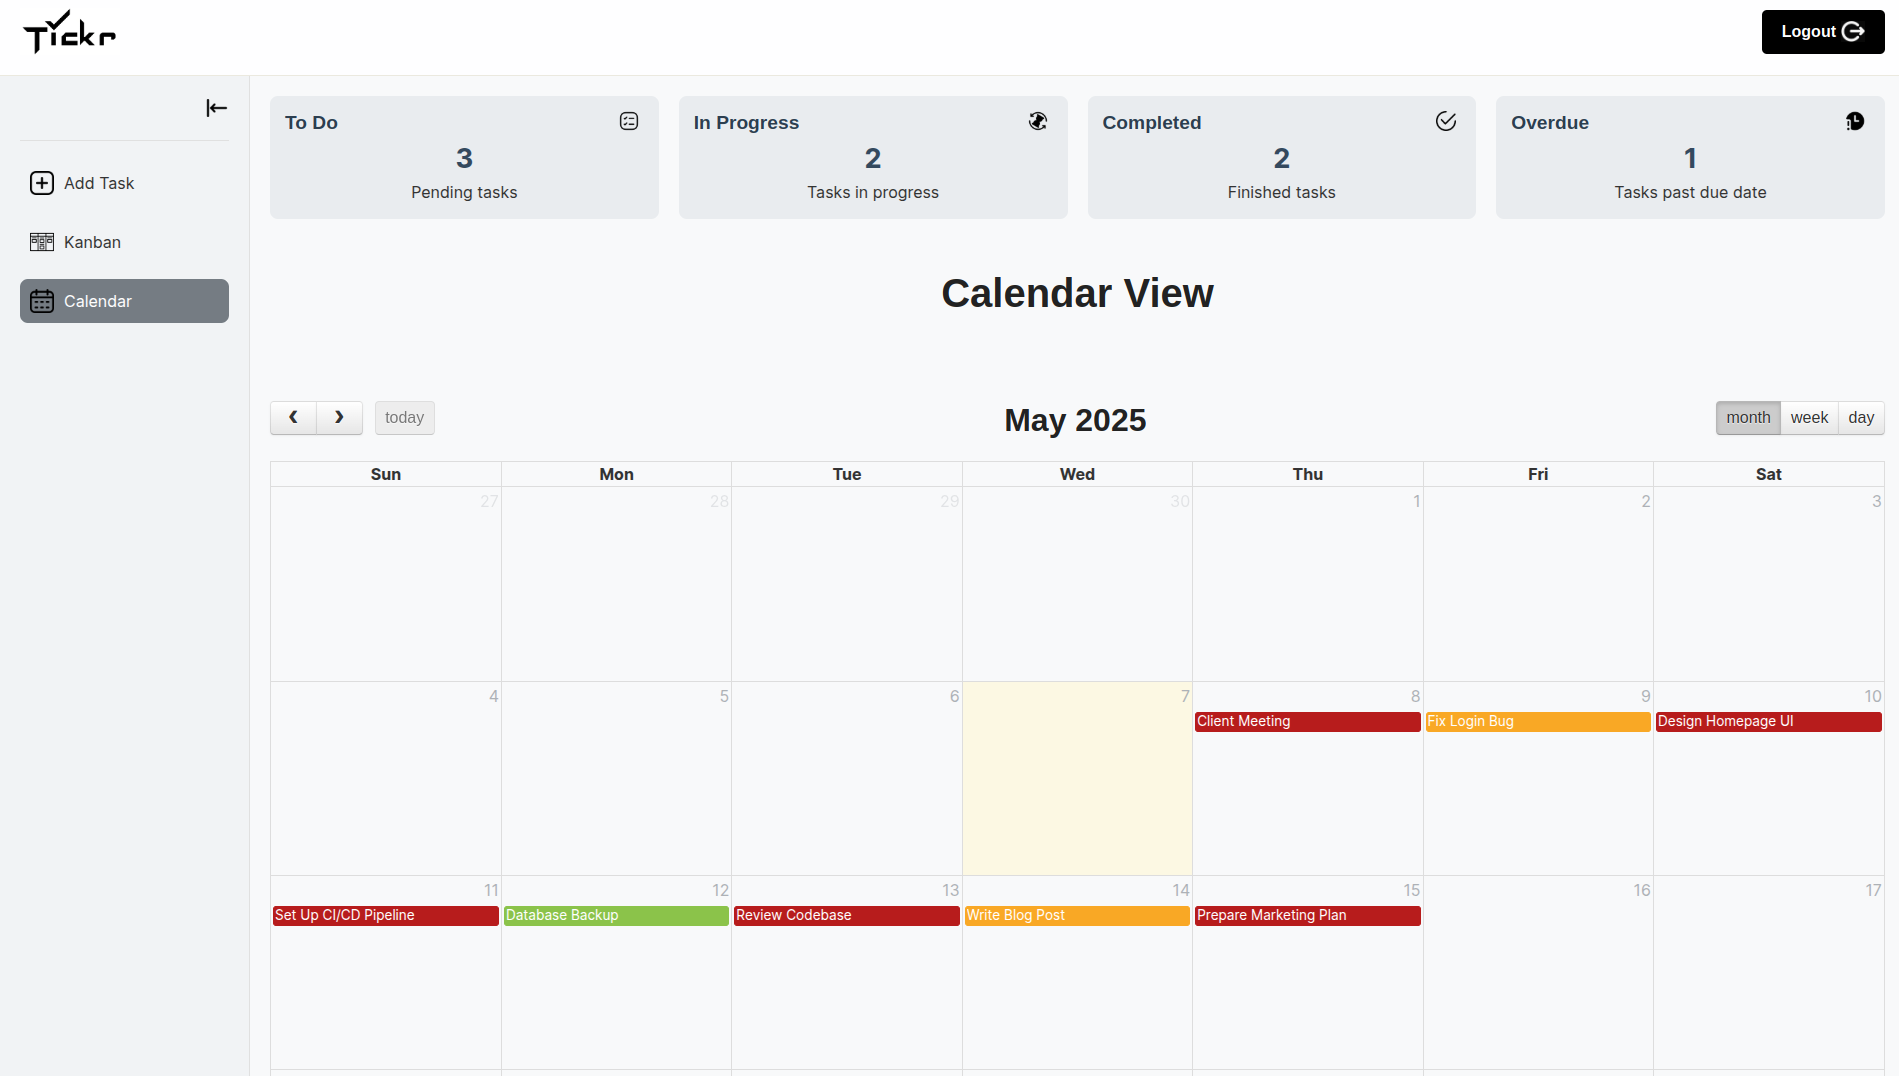 Tickr
Logout
To Do
3
Pending tasks
In Progress
2
Tasks in progress
Completed
2
Finished tasks
Overdue
1
Tasks past due date
Add Task
Kanban
Calendar
Calendar View
today
May 2025
month week day
Sun Mon Tue Wed Thu Fri Sat
27 28 29 30 1 2 3
4 5 6 7 8 9 10
Client Meeting Fix Login Bug Design Homepage UI
11 12 13 14 15 16 17
Set Up CI/CD Pipeline Database Backup Review Codebase Write Blog Post Prepare Marketing Plan